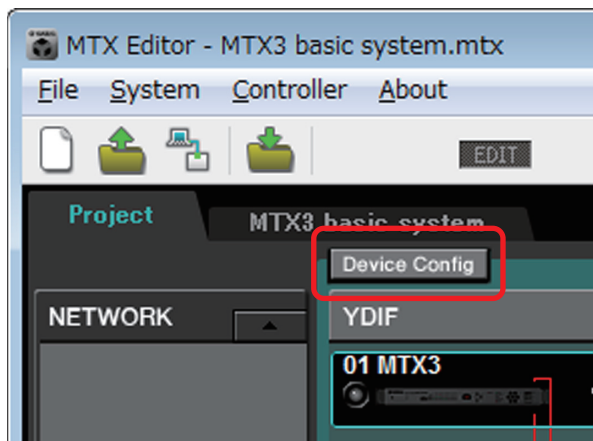 MTX Editor - MTX3 basic system.mtx
File System Controller About
EDIT
Project MTX3 basic system
Device Config
NETWORK YDIF
01 MTX3